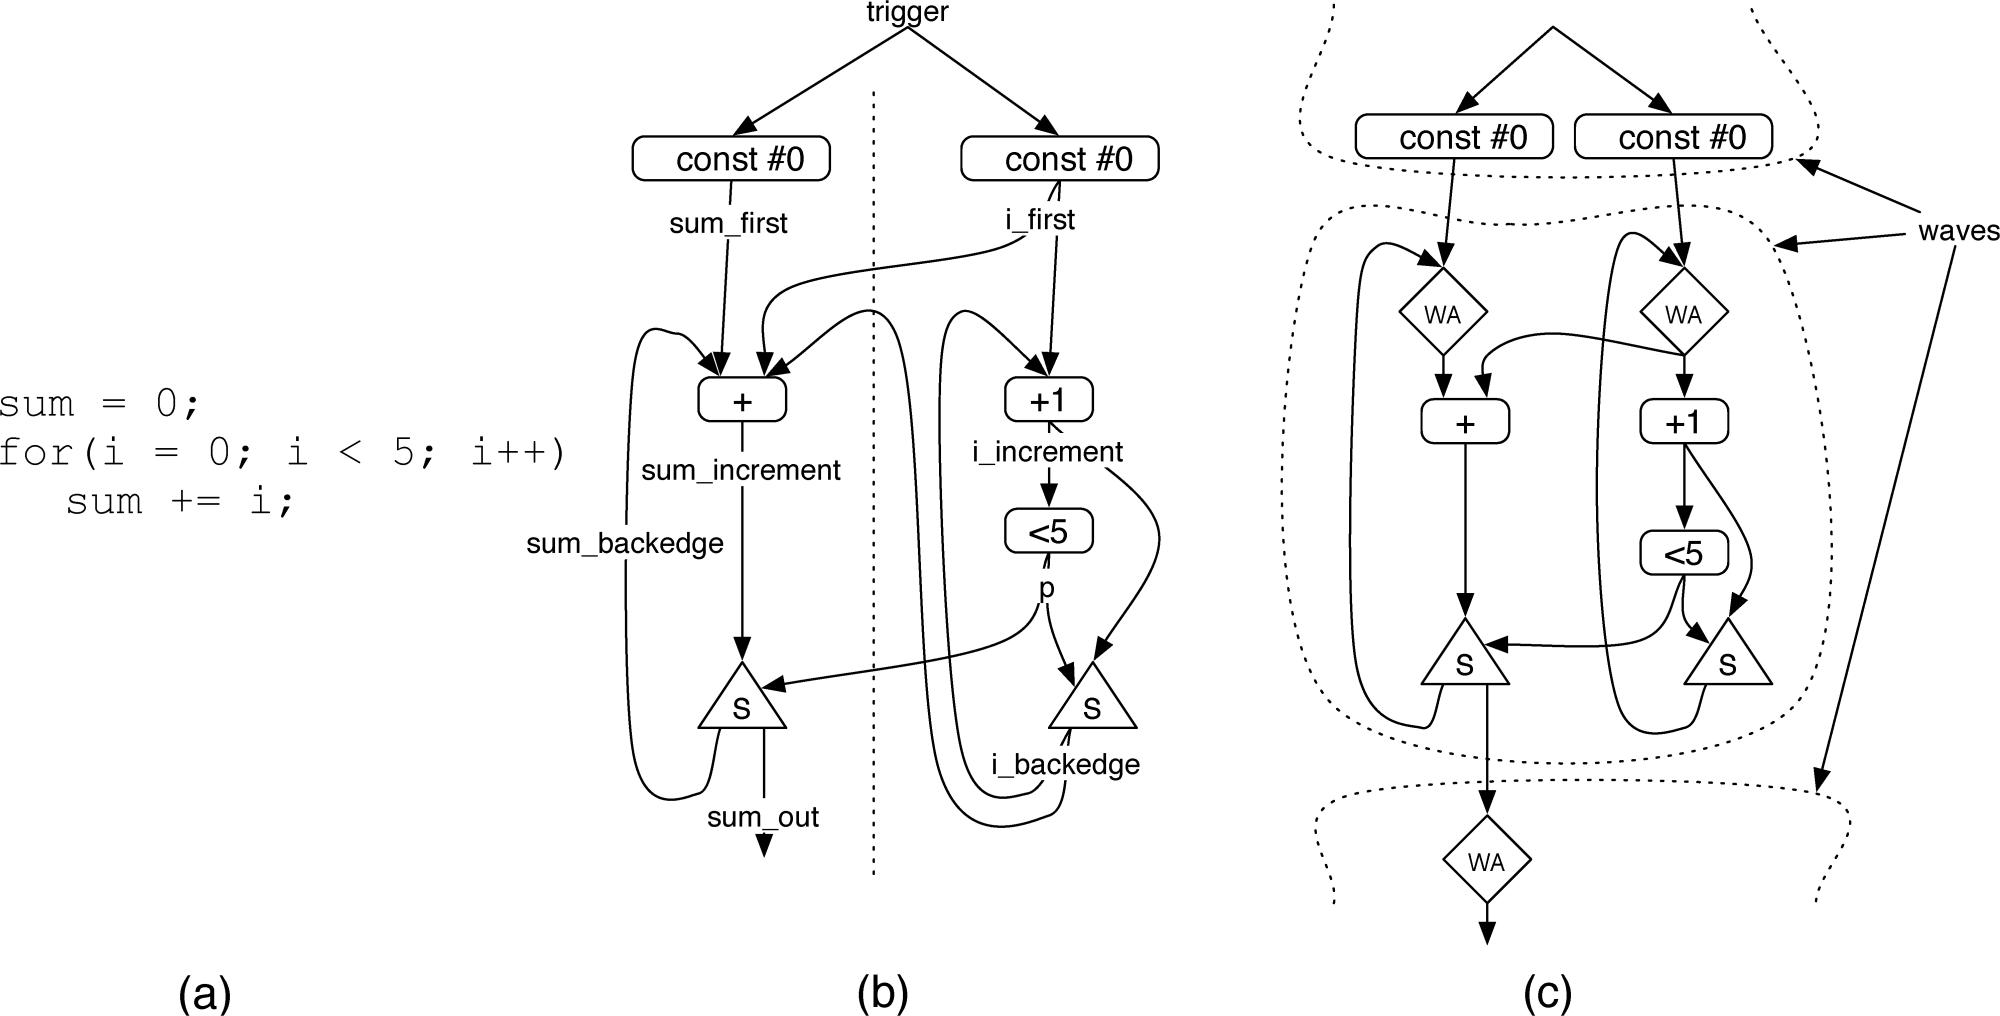 sum = 0;
for(i = 0; i < 5; i++)
sum += i;
(a)
trigger
const #0
const #0
sum_first
i_first
+
+1
sum_increment
i_increment
<5
sum_backedge
p
S
S
i_backedge
sum_out
(b)
const #0
const #0
waves
WA
WA
+
+1
<5
S
S
WA
(c)